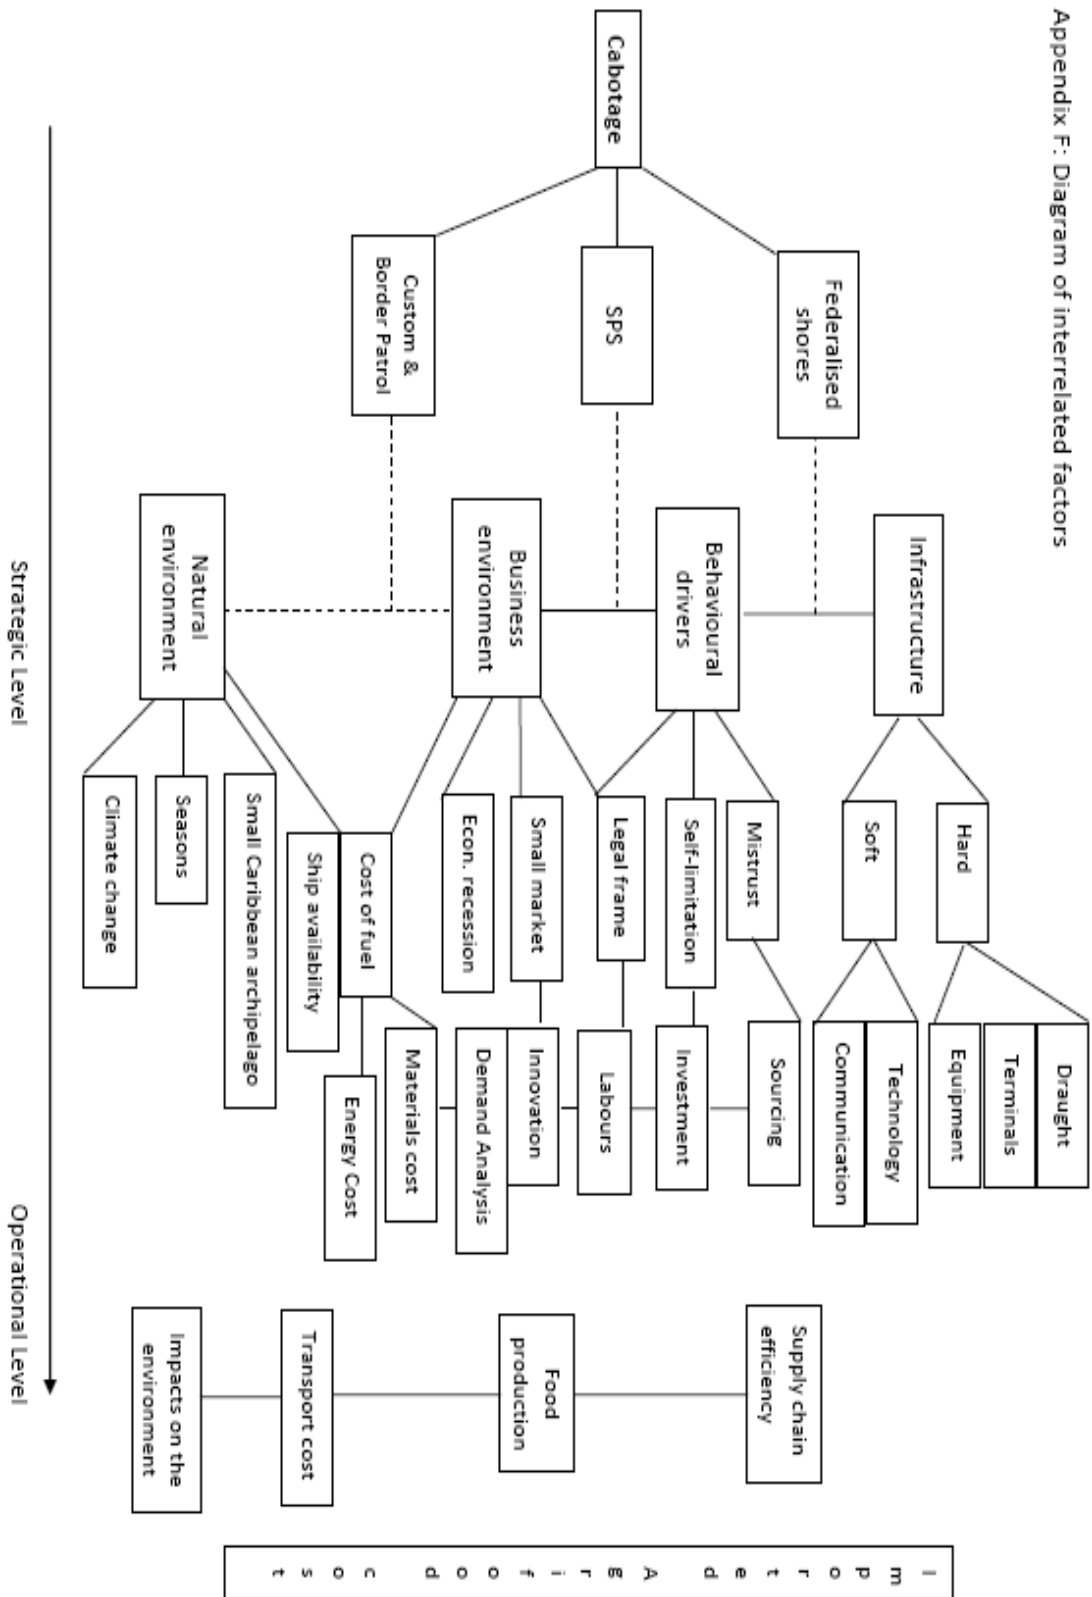 Appendix F: Diagram of interrelated factors
Cabotage
Custom &
Border Patrol
SPS
Federalised
shores
Natural
environment
Business
environment
Behavioural
drivers
Infrastructure
Climate change
Seasons
Small Caribbean archipelago
Ship availability
Cost of fuel
Econ. recession
Small market
Legal frame
Self-limitation
Mistrust
Soft
Hard
Energy Cost
Materials cost
Demand Analysis
Innovation
Labours
Investment
Sourcing
Communication
Technology
Equipment
Terminals
Draught
Impacts on the
environment
Transport cost
Food
production
Supply chain
efficiency
Imported Agrifood cost
Strategic Level
Operational Level